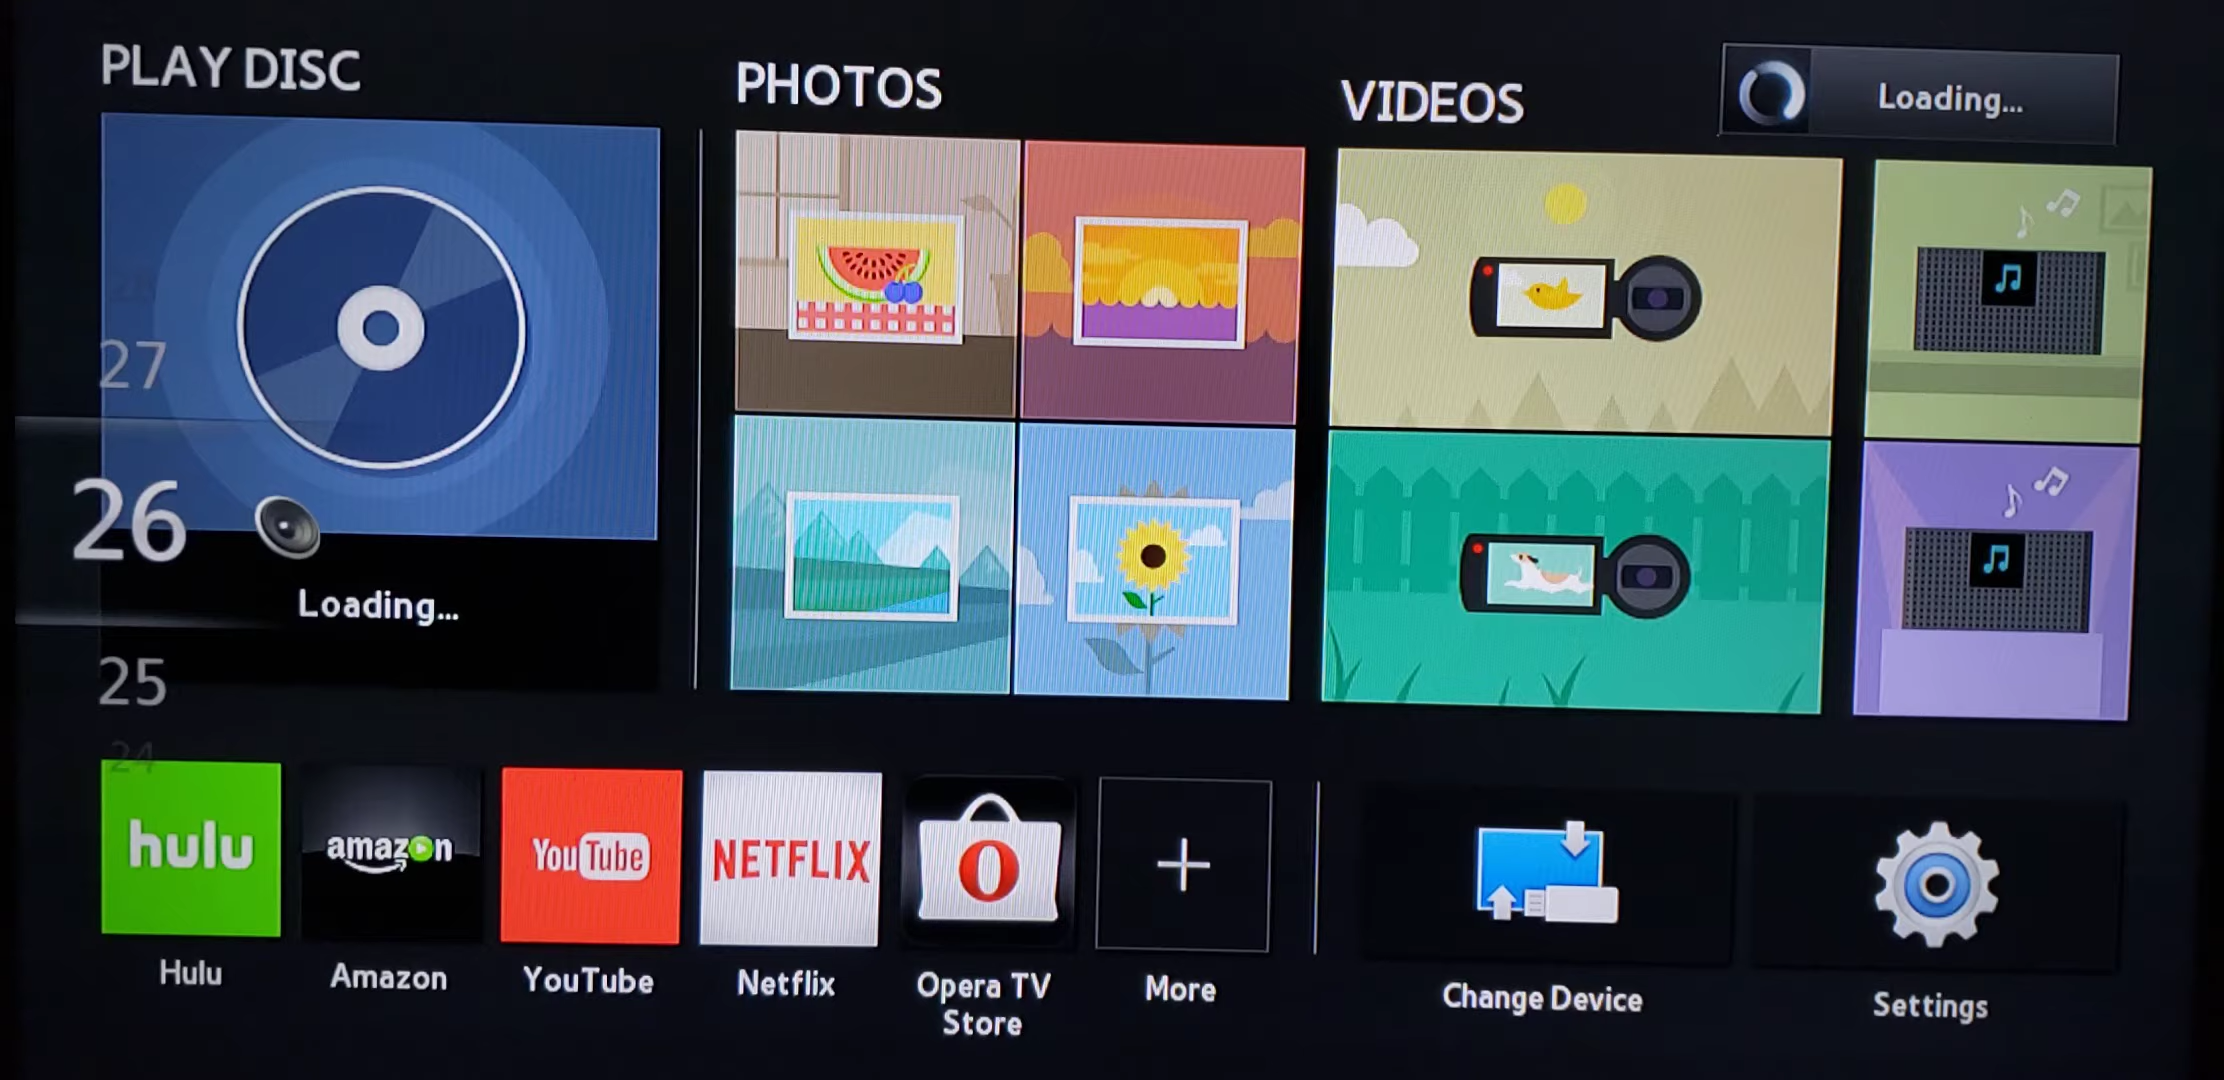 PLAY DISC
PHOTOS
VIDEOS
Loading...
27
26
Loading...
25
24
hulu
amazon
YouTube
NETFLIX
Hulu
Amazon
YouTube
Netflix
Opera TV
Store
More
Change Device
Settings